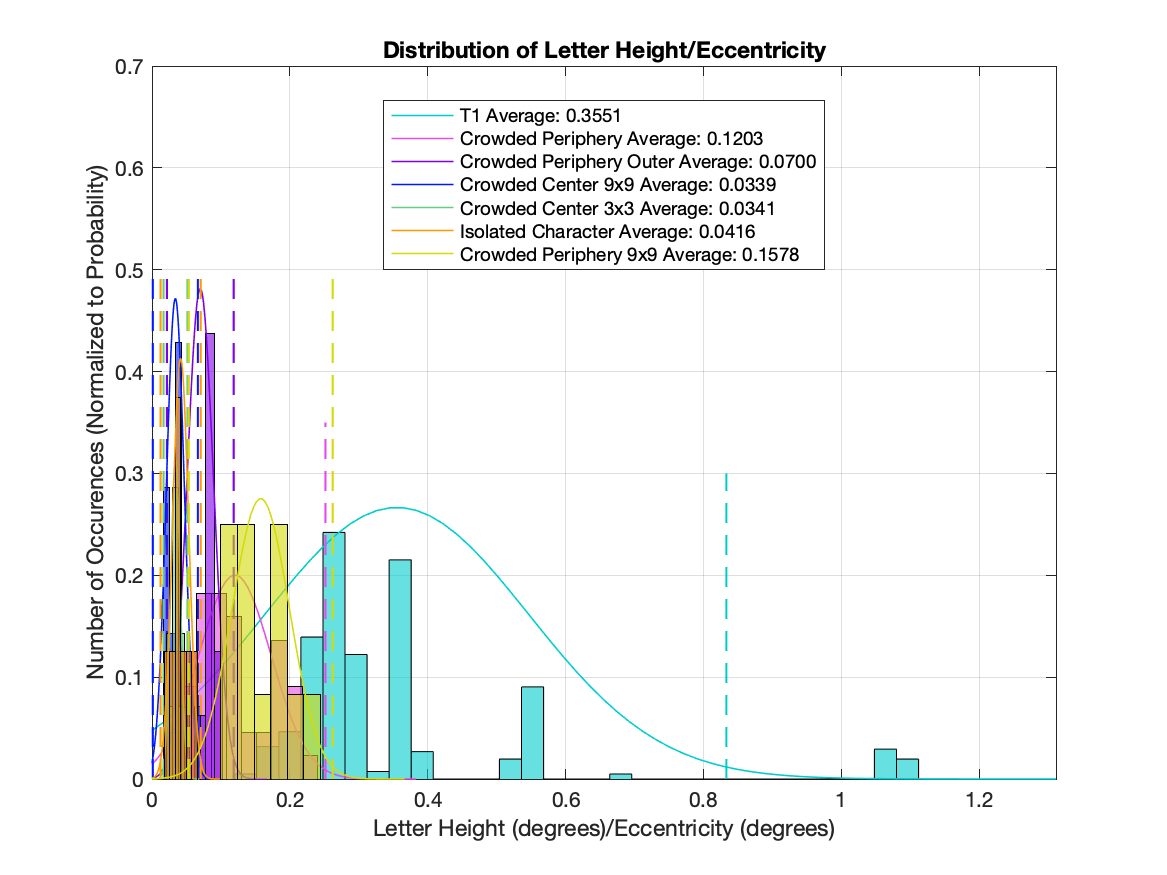 Distribution of Letter Height/Eccentricity
0.7
0.6
0.5
0.4
0.3
0.2
0.1
0
Number of Occurences (Normalized to Probability)
T1 Average: 0.3551
Crowded Periphery Average: 0.1203
Crowded Periphery Outer Average: 0.0700
Crowded Center 9x9 Average: 0.0339
Crowded Center 3x3 Average: 0.0341
Isolated Character Average: 0.0416
Crowded Periphery 9x9 Average: 0.1578
0 0.2 0.4 0.6 0.8 1 1.2
Letter Height (degrees)/Eccentricity (degrees)